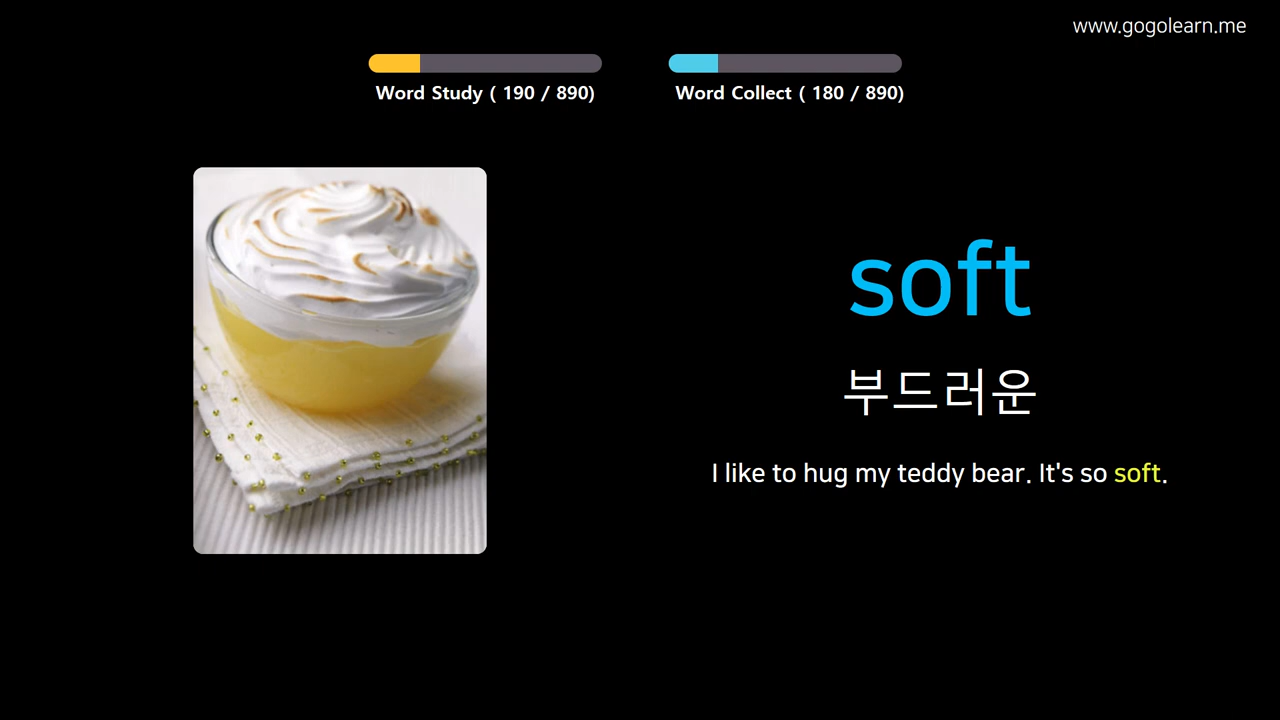 www.gogolearn.me
Word Study ( 190 / 890)
Word Collect ( 180 / 890)
soft
부드러운
I like to hug my teddy bear. It's so soft.